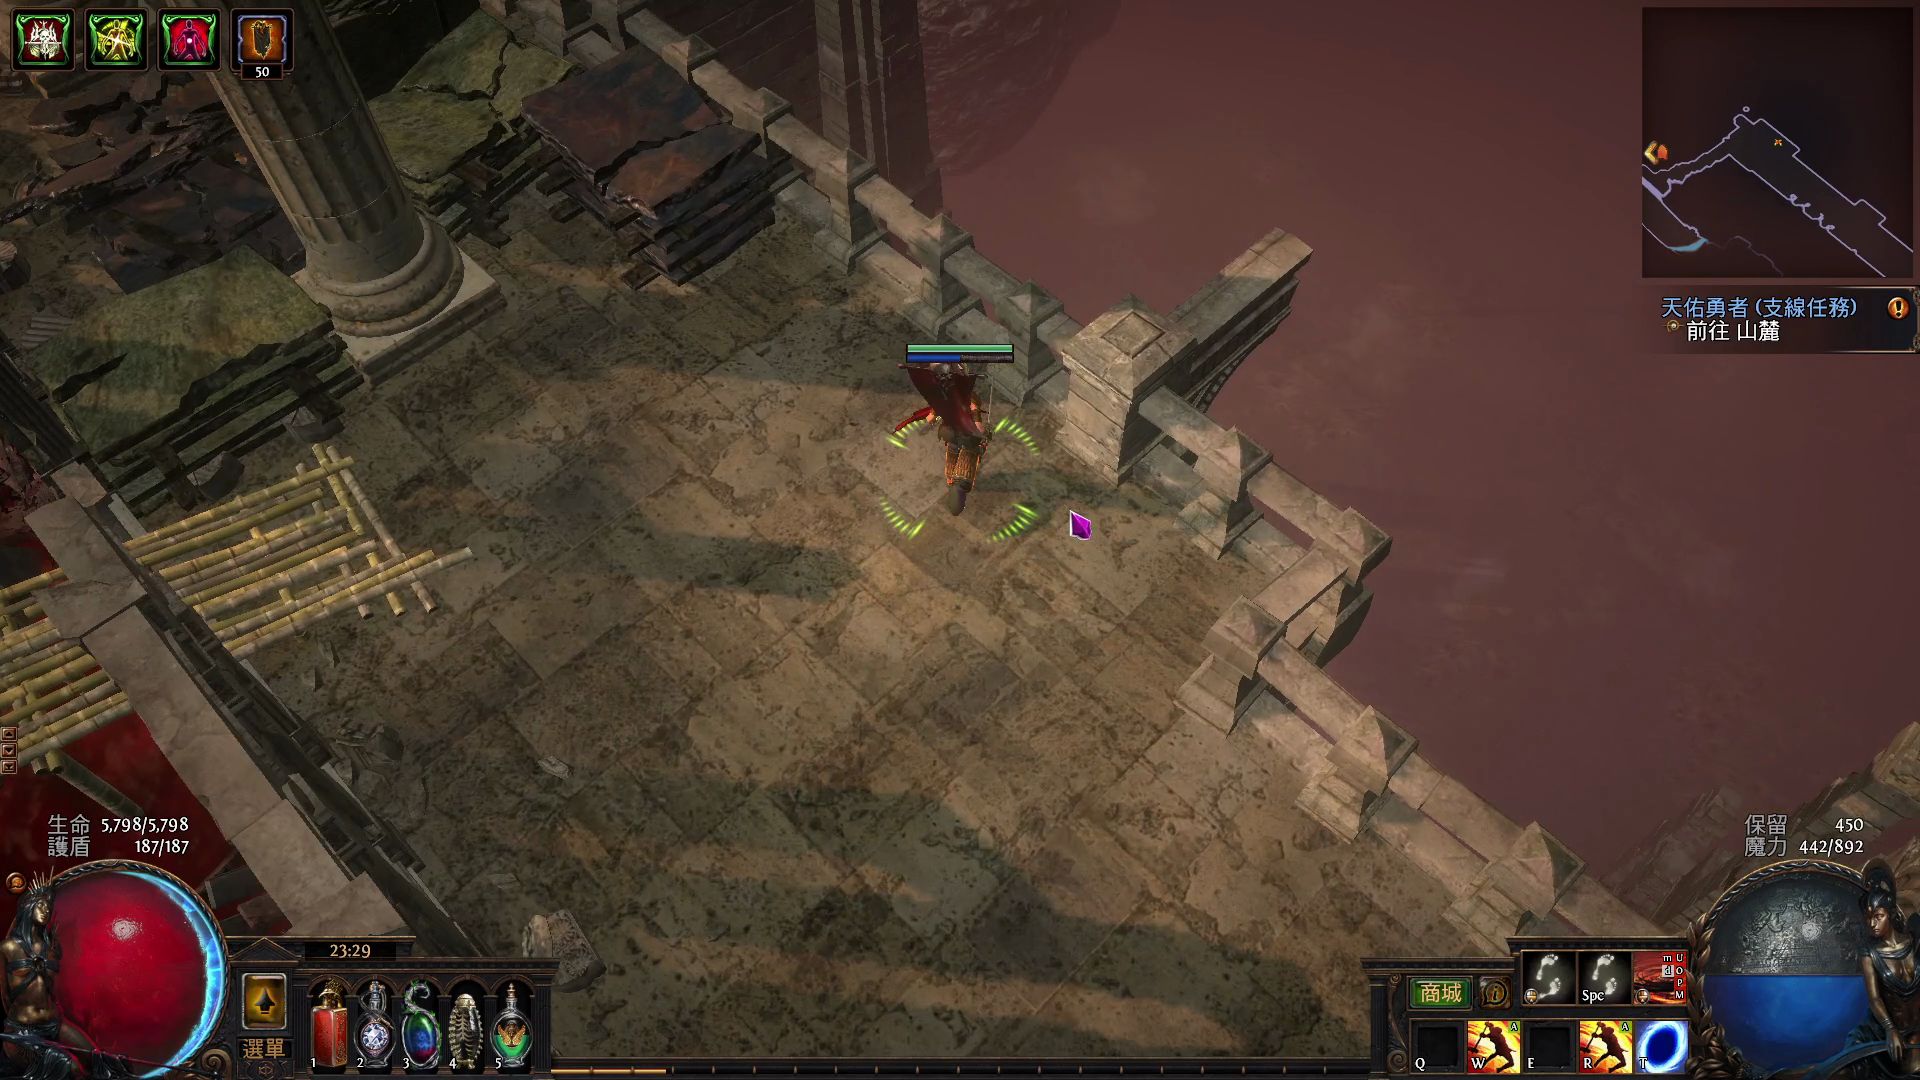 50
天佑勇者 (支線任務)
前往 山麓
生命 5,798/5,798
護盾 187/187
保留 450
魔力 442/892
23:29
選單
1 2 3 4 5
商城
Spc
m U
d O
P
M
A A
Q W E R T